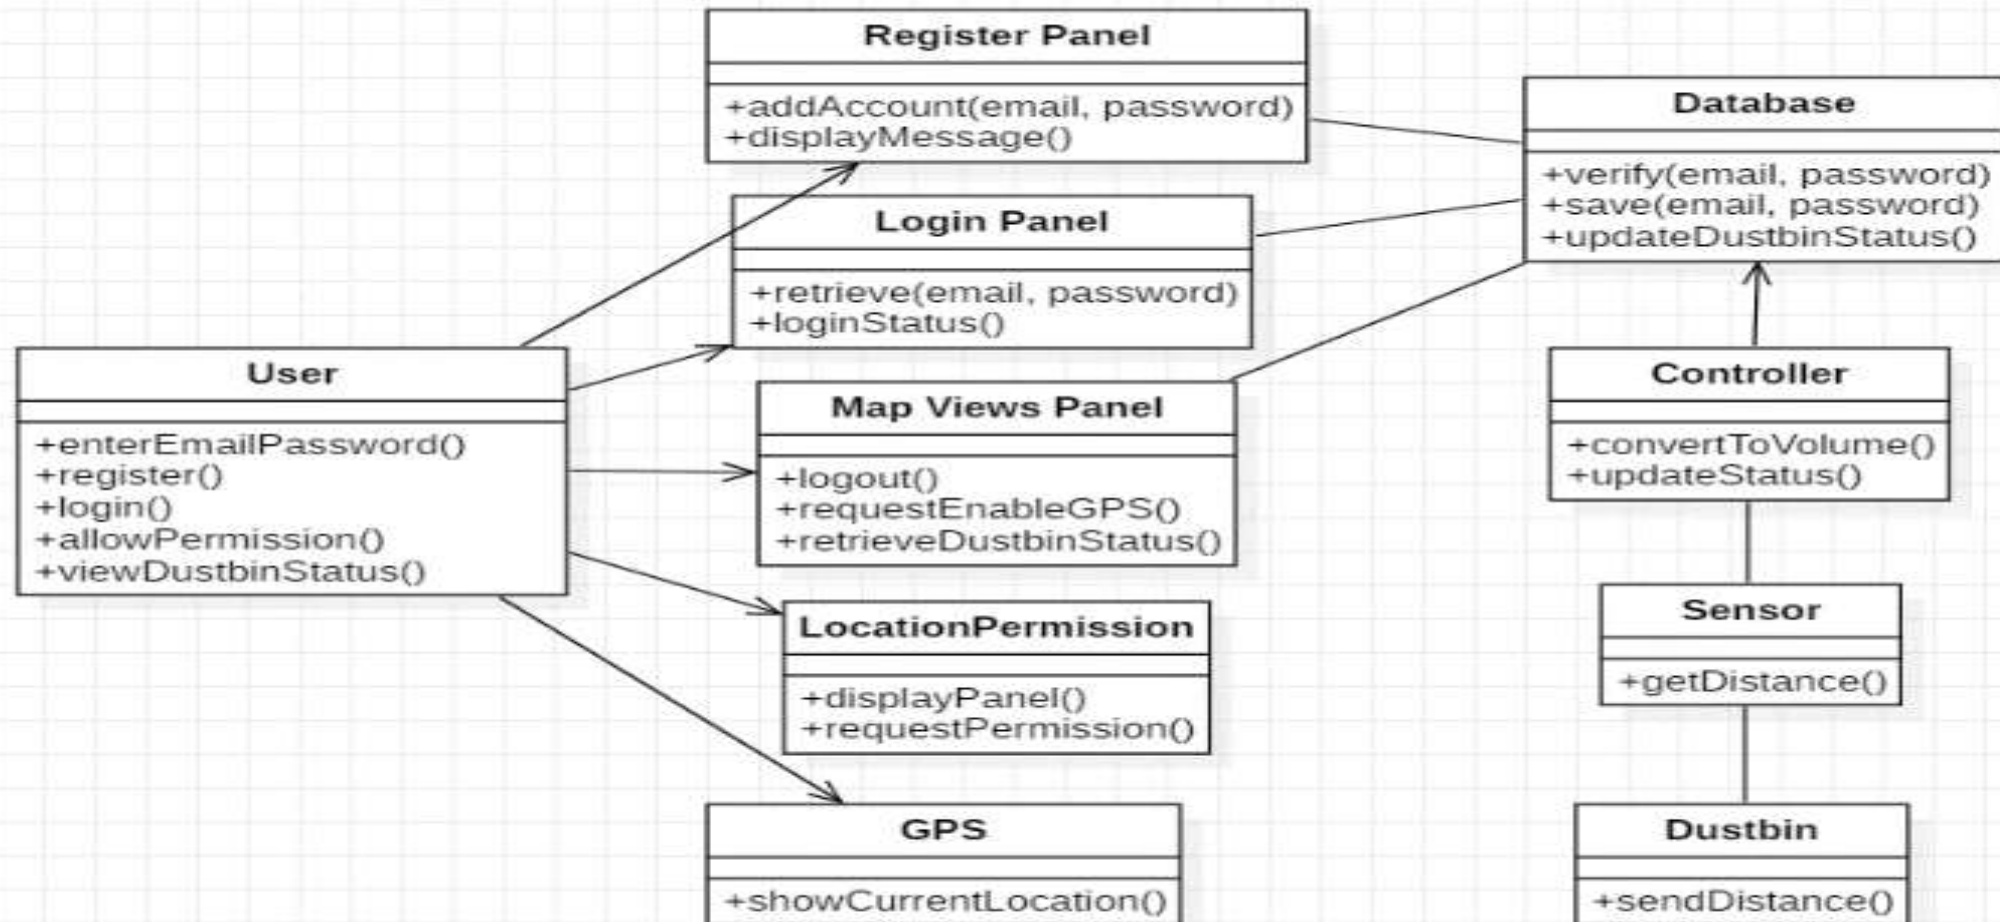 Register Panel
+addAccount(email, password)
+displayMessage()
Database
+verify(email, password)
+save(email, password)
+updateDustbinStatus()
Login Panel
+retrieve(email, password)
+loginStatus()
User
+enterEmailPassword()
+register()
+login()
+allowPermission()
+viewDustbinStatus()
Map Views Panel
+logout()
+requestEnableGPS()
+retrieveDustbinStatus()
Controller
+convertToVolume()
+updateStatus()
LocationPermission
+displayPanel()
+requestPermission()
Sensor
+getDistance()
GPS
+showCurrentLocation()
Dustbin
+sendDistance()